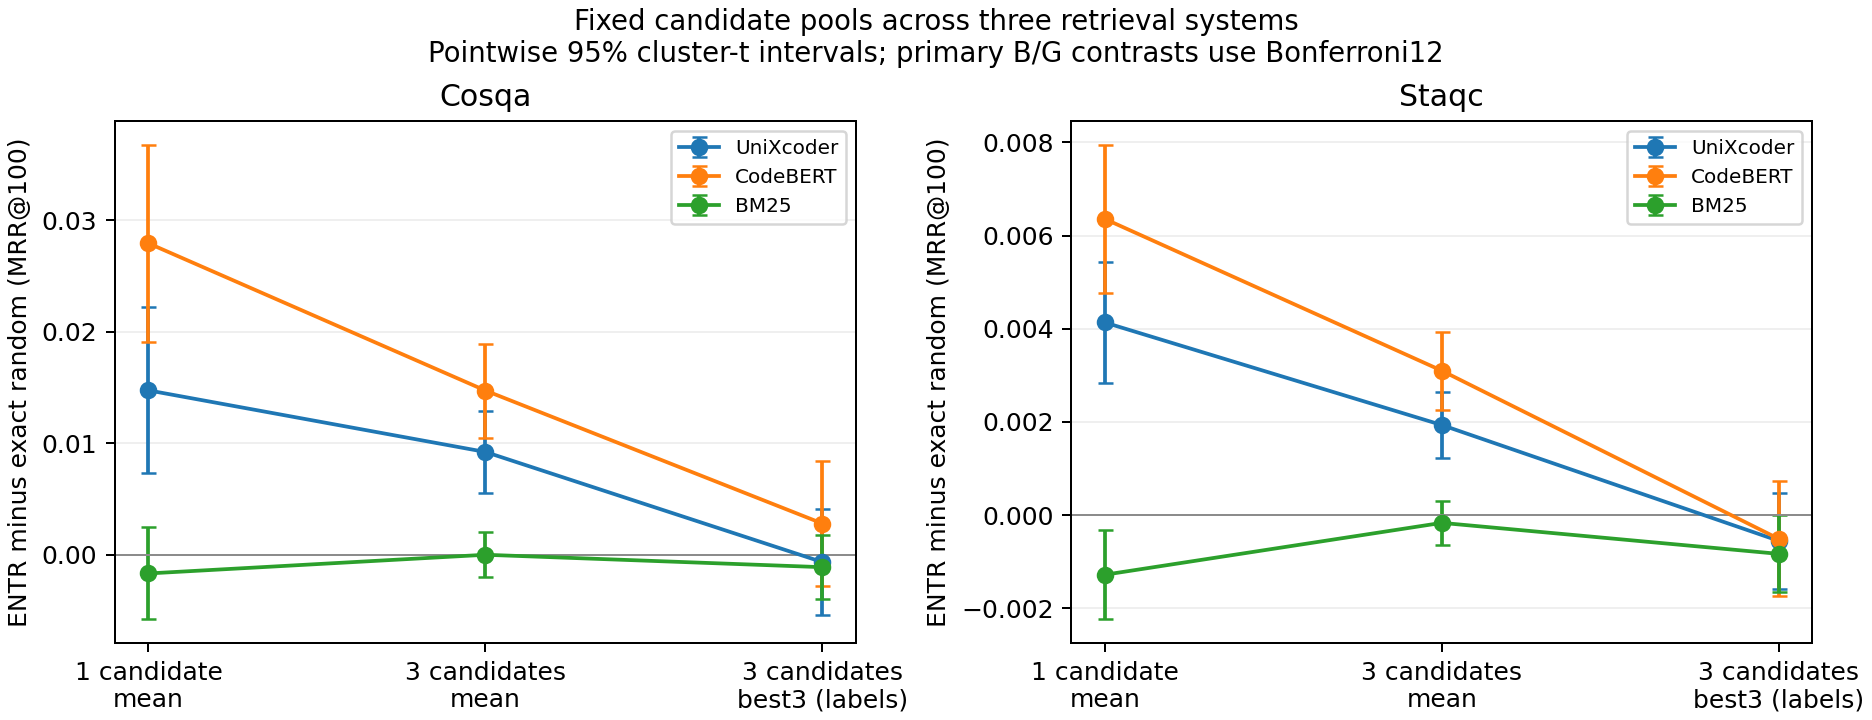 Fixed candidate pools across three retrieval systems
Pointwise 95% cluster-t intervals; primary B/G contrasts use Bonferroni12
Cosqa
ENTR minus exact random (MRR@100)
0.03
0.02
0.01
0.00
UniXcoder
CodeBERT
BM25
1 candidate
mean
3 candidates
mean
3 candidates
best3 (labels)
Staqc
ENTR minus exact random (MRR@100)
0.008
0.006
0.004
0.002
0.000
−0.002
UniXcoder
CodeBERT
BM25
1 candidate
mean
3 candidates
mean
3 candidates
best3 (labels)